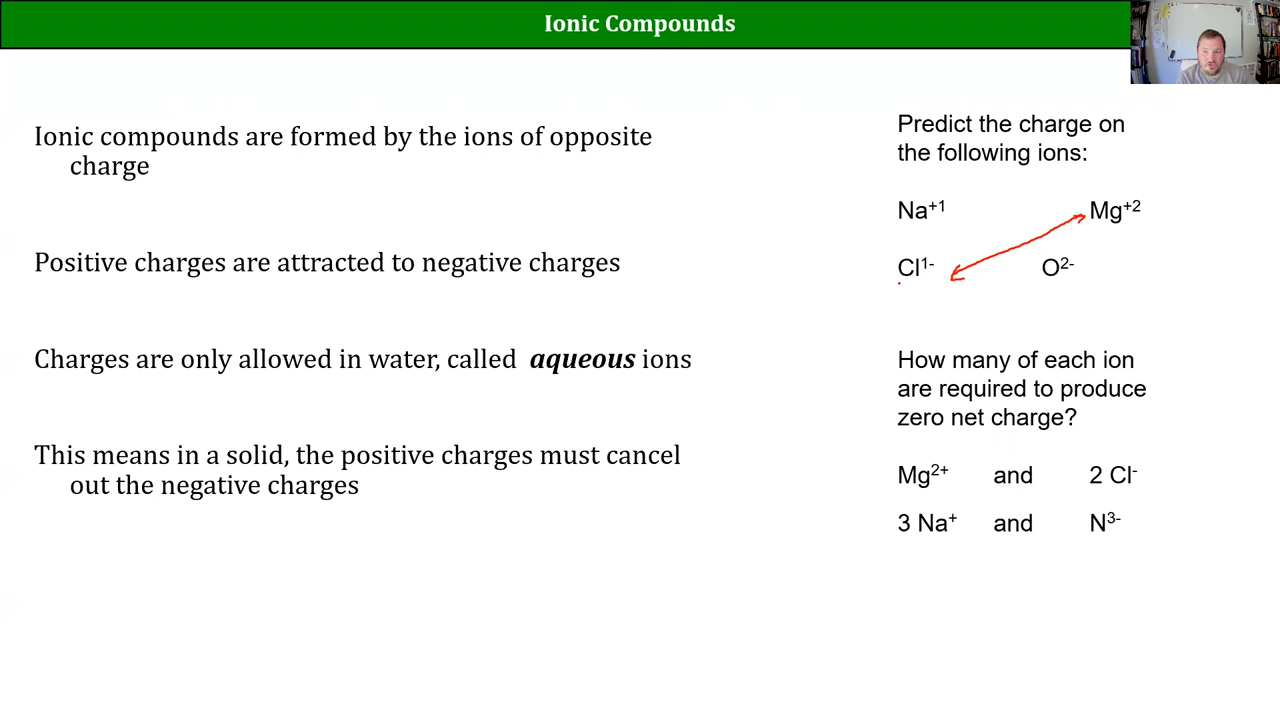 Ionic Compounds
Ionic compounds are formed by the ions of opposite
charge
Positive charges are attracted to negative charges
Charges are only allowed in water, called aqueous ions
This means in a solid, the positive charges must cancel
out the negative charges
Predict the charge on
the following ions:
Na⁺¹ Mg⁺²
Cl¹⁻ O²⁻
How many of each ion
are required to produce
zero net charge?
Mg²⁺ and 2 Cl⁻
3 Na⁺ and N³⁻